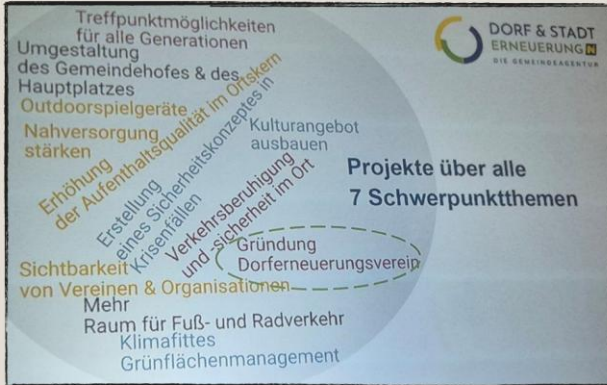 Treffpunktmöglichkeiten
für alle Generationen
Umgestaltung
des Gemeindehofes & des
Hauptplatzes
Outdoorspielgeräte
Nahversorgung
stärken
Erhöhung
der Aufenthaltsqualität im Ortskern
Erstellung
eines Sicherheitskonzeptes in
Krisenfällen
Kulturangebot
ausbauen
Verkehrsberuhigung
und -sicherheit im Ort
Gründung
Dorferneuerungsverein
Sichtbarkeit
von Vereinen & Organisationen
Mehr
Raum für Fuß- und Radverkehr
Klimafittes
Grünflächenmanagement
DORF & STADT
ERNEUERUNG N
DIE GEMEINDEAGENTUR
Projekte über alle
7 Schwerpunktthemen